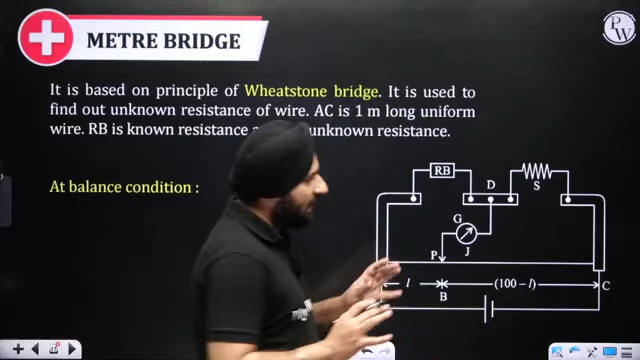 METRE BRIDGE
PW
It is based on principle of Wheatstone bridge. It is used to
find out unknown resistance of wire. AC is 1 m long uniform
wire. RB is known resistance unknown resistance.
At balance condition :
RB
D
S
G
J
P
l
(100 – l)
B
C